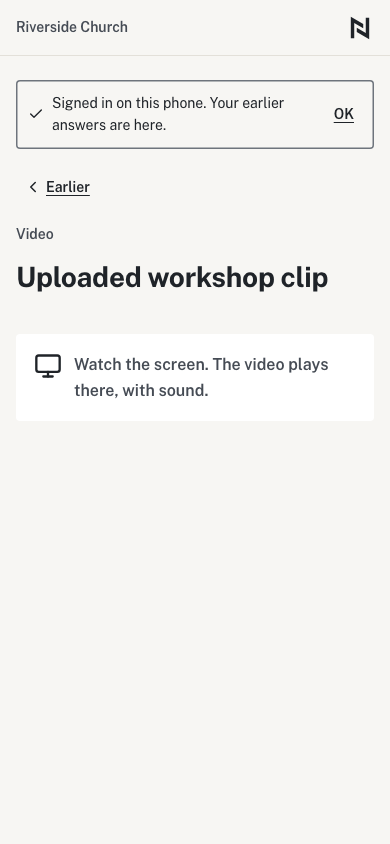 Riverside Church
Signed in on this phone. Your earlier
answers are here.
OK
Earlier
Video
Uploaded workshop clip
Watch the screen. The video plays
there, with sound.